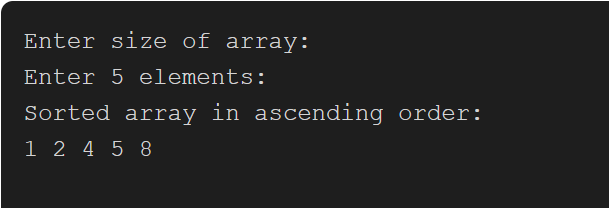 Enter size of array:
Enter 5 elements:
Sorted array in ascending order:
1 2 4 5 8